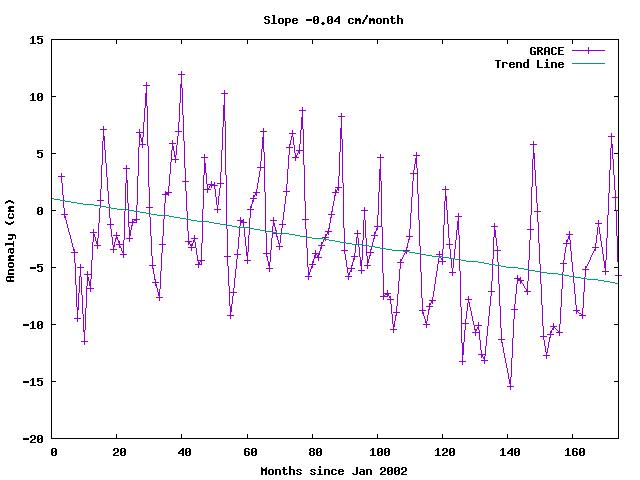 Slope -0.04 cm/month
GRACE
Trend Line
15
10
5
0
-5
-10
-15
-20
Anomaly (cm)
0 20 40 60 80 100 120 140 160
Months since Jan 2002